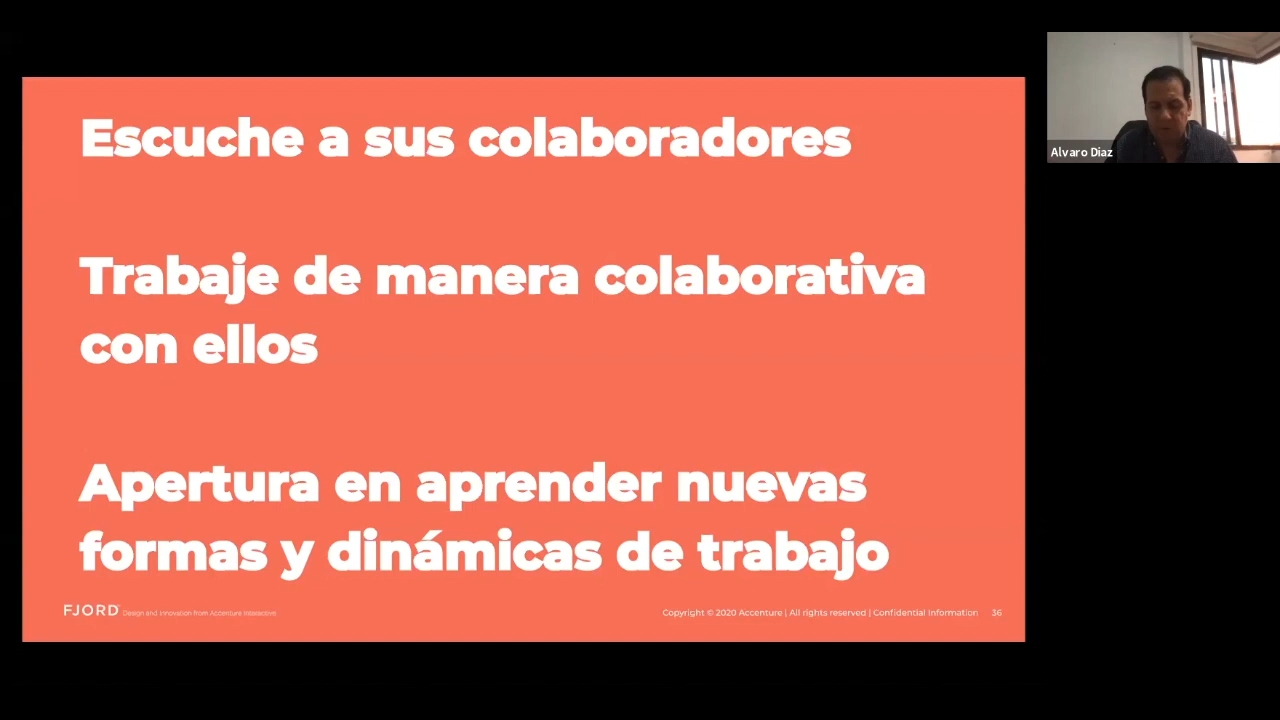 Escuche a sus colaboradores
Trabaje de manera colaborativa
con ellos
Apertura en aprender nuevas
formas y dinámicas de trabajo
FJORD Design and Innovation from Accenture Interactive
Copyright © 2020 Accenture | All rights reserved | Confidential Information 36
Alvaro Diaz